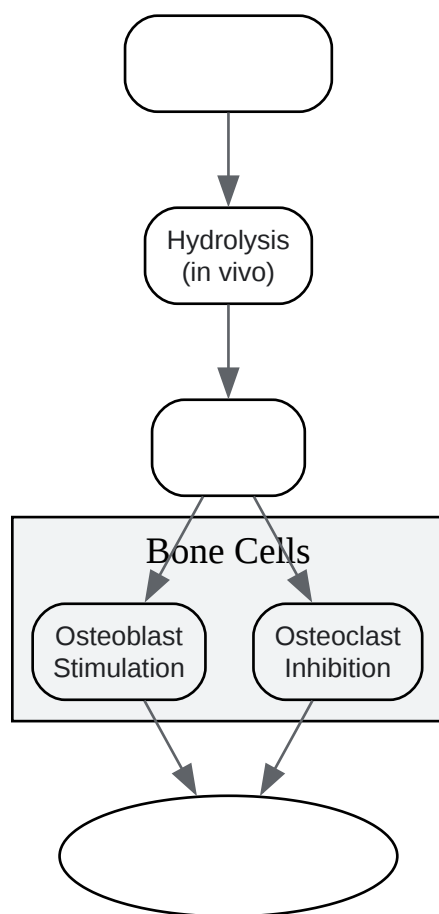 Hydrolysis
(in vivo)
Bone Cells
Osteoblast
Stimulation
Osteoclast
Inhibition